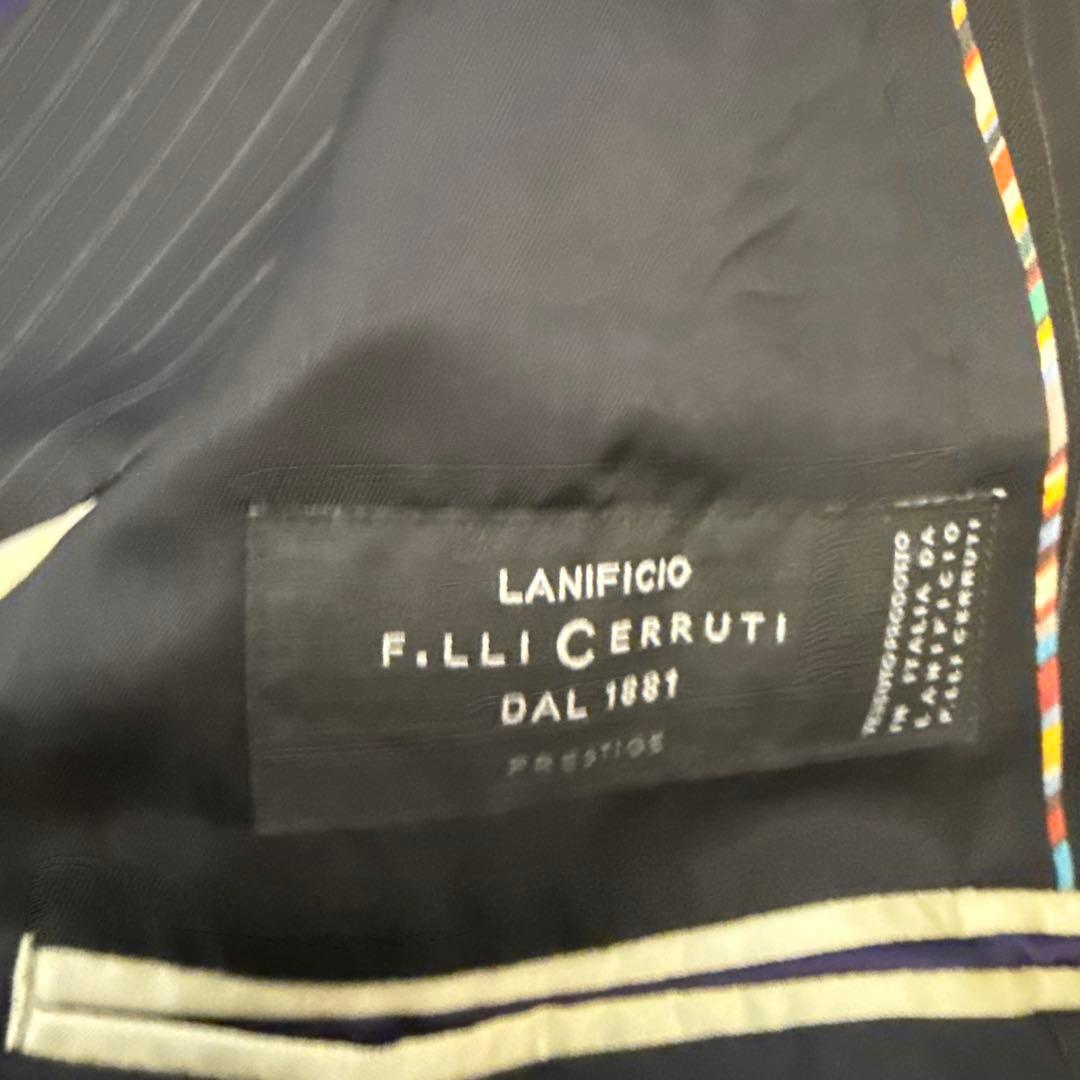 LANIFICIO
F.LLI CERRUTI
DAL 1881
PRESTIGE
TESSUTO PRODOTTO
IN ITALIA DA
LANIFICIO
F.LLI CERRUTI